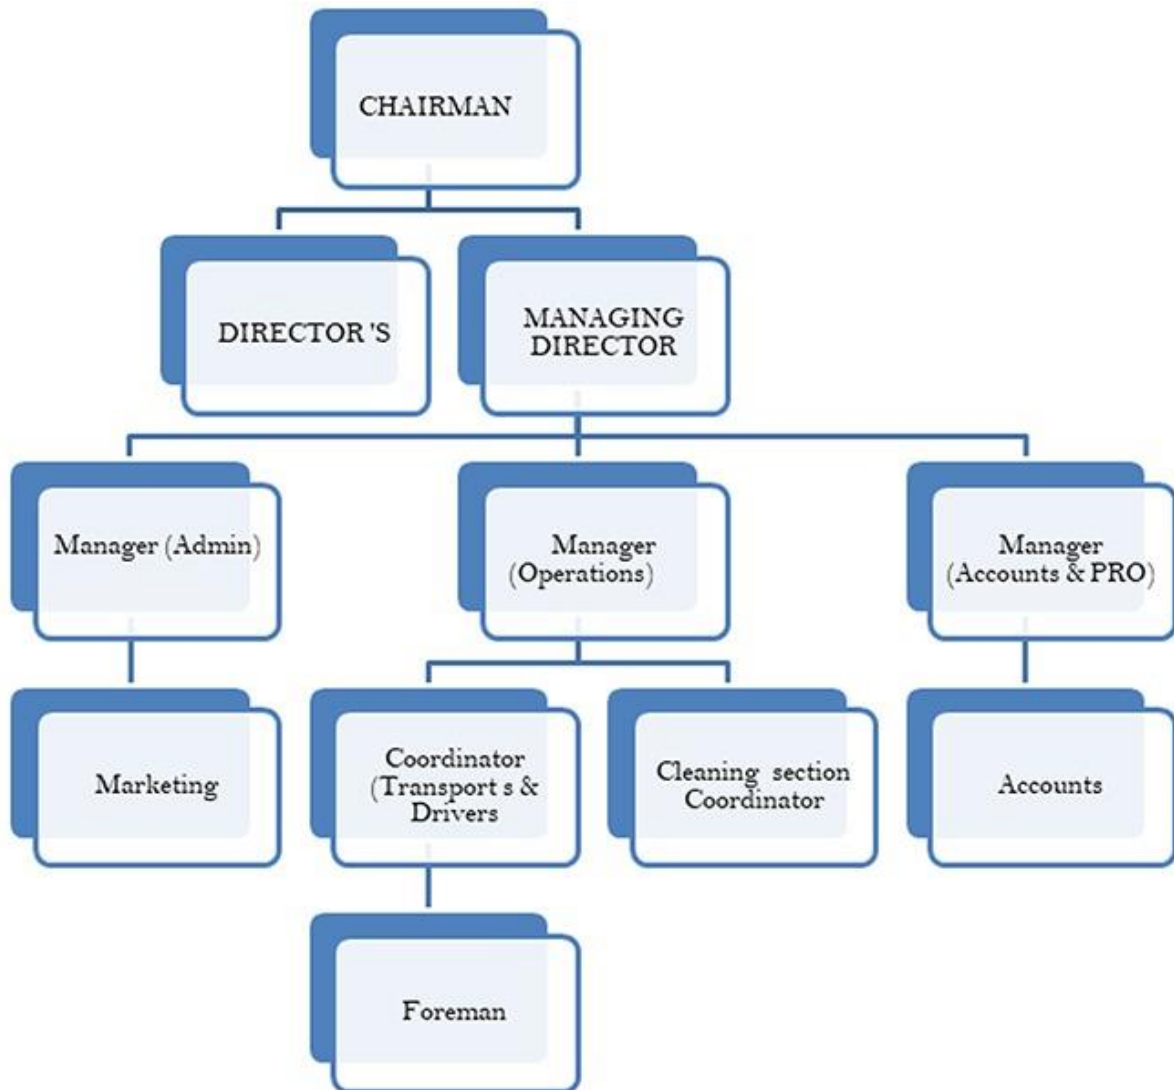 CHAIRMAN
DIRECTOR 'S
MANAGING
DIRECTOR
Manager (Admin)
Manager
(Operations)
Manager
(Accounts & PRO)
Marketing
Coordinator
(Transport s &
Drivers
Cleaning section
Coordinator
Accounts
Foreman